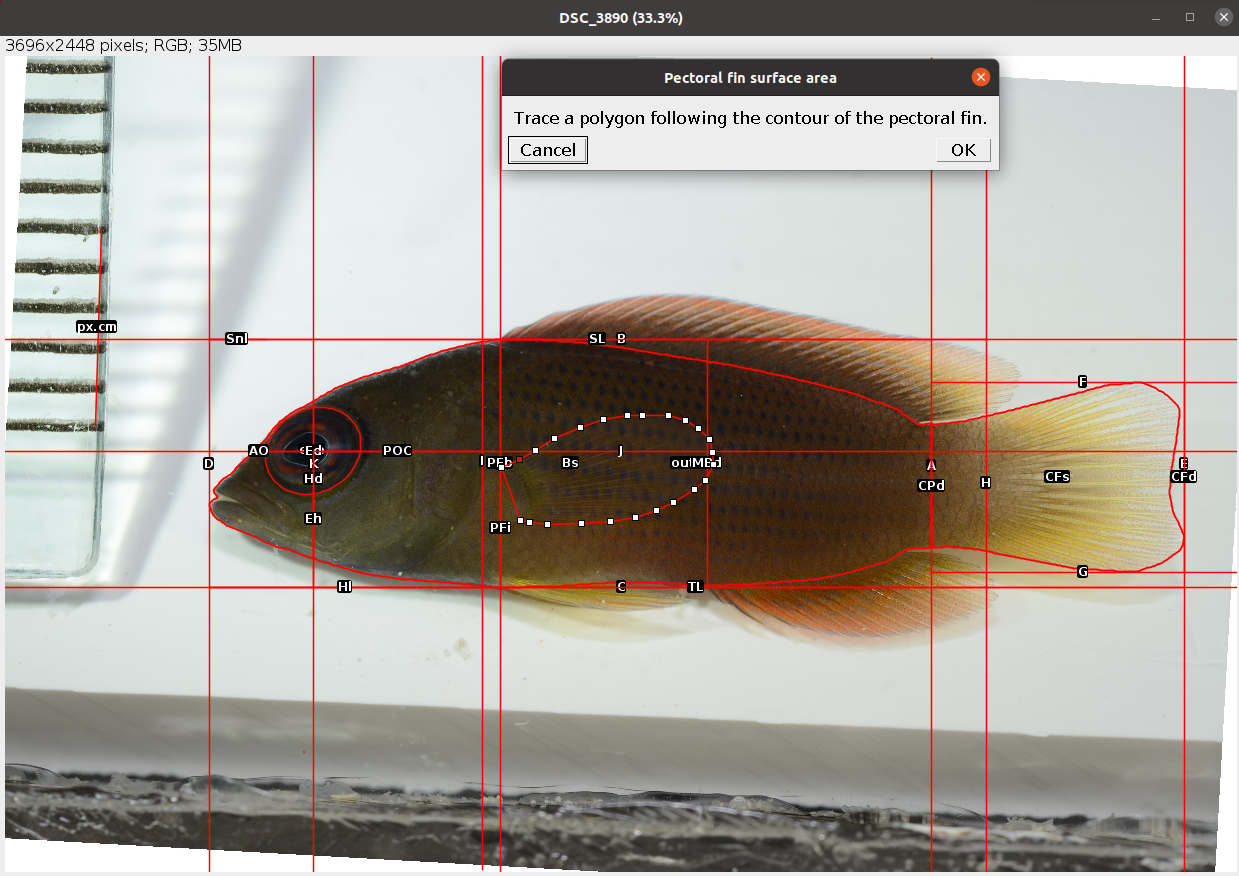 DSC_3890 (33.3%)
3696x2448 pixels; RGB; 35MB
Pectoral fin surface area
Trace a polygon following the contour of the pectoral fin.
Cancel OK
px.cm
Snl SL B
F
AO Ed POC J
K
D PFb Bs A
Hd CPd H CFs CFd
Eh PFi
Hl C TL G